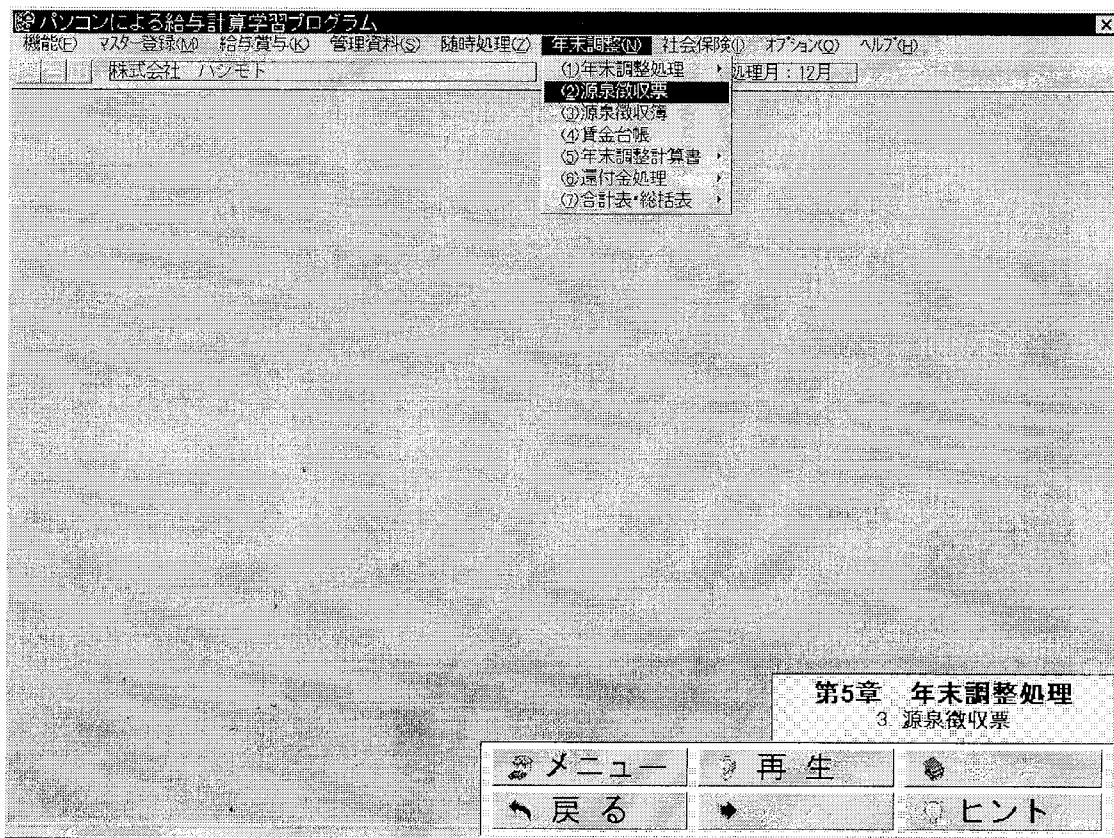 パソコンによる給与計算学習プログラム
機能(F) マスター登録(M) 給与賞与(K) 管理資料(S) 随時処理(Z) 年末調整(N) 社会保険(I) オプション(O) ヘルプ(H)
株式会社 ハシモト 処理月：12月
(1)年末調整処理
(2)源泉徴収票
(3)源泉徴収簿
(4)賃金台帳
(5)年末調整計算書
(6)還付金処理
(7)合計表・総括表
第5章 年末調整処理
3 源泉徴収票
メニュー 再生
戻る ヒント